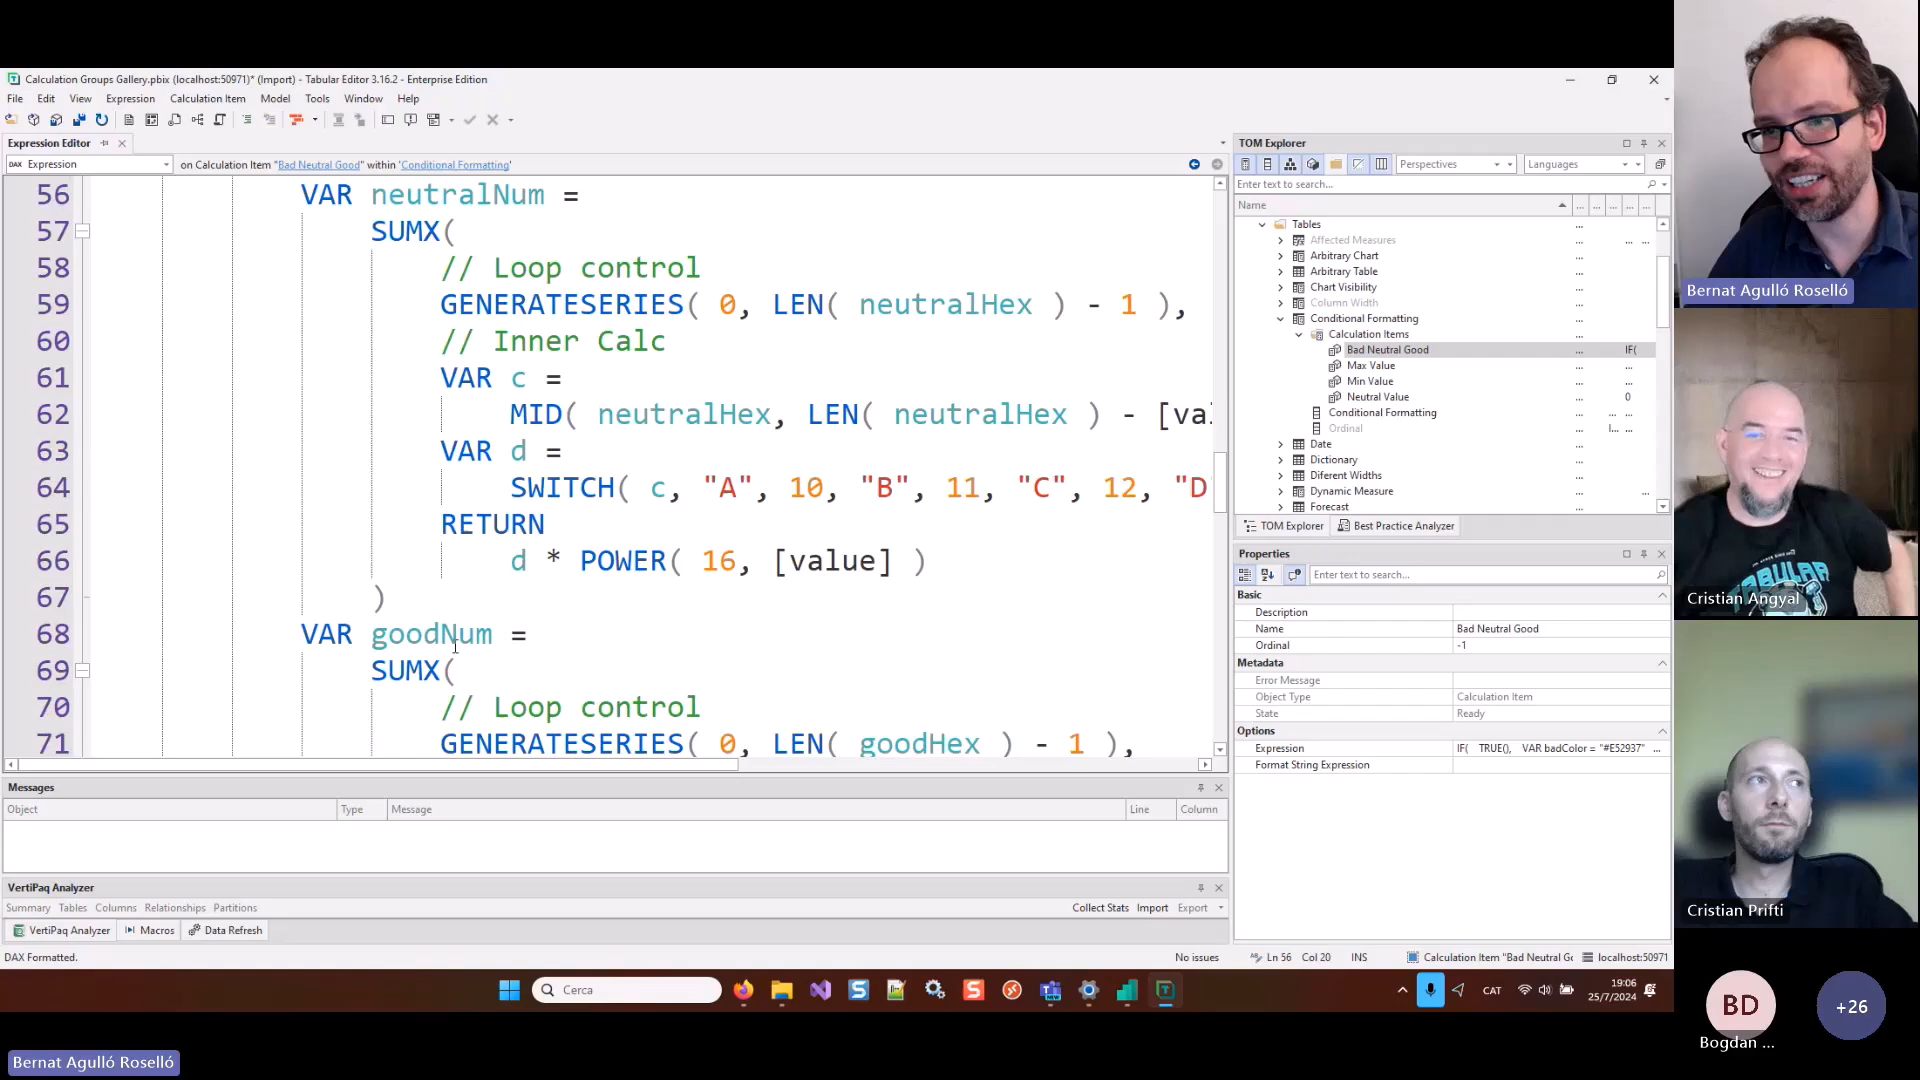 Calculation Groups Gallery.pbix (localhost:50971)* (Import) - Tabular Editor 3.16.2 - Enterprise Edition
File Edit View Expression Calculation Item Model Tools Window Help
Expression Editor
DAX Expression on Calculation Item "Bad Neutral Good" within 'Conditional Formatting'
56 VAR neutralNum =
57 SUMX(
58 // Loop control
59 GENERATESERIES( 0, LEN( neutralHex ) - 1 ),
60 // Inner Calc
61 VAR c =
62 MID( neutralHex, LEN( neutralHex ) - [va
63 VAR d =
64 SWITCH( c, "A", 10, "B", 11, "C", 12, "D
65 RETURN
66 d * POWER( 16, [value] )
67 )
68 VAR goodNum =
69 SUMX(
70 // Loop control
71 GENERATESERIES( 0, LEN( goodHex ) - 1 ),
Messages
Object Type Message Line Column
VertiPaq Analyzer
Summary Tables Columns Relationships Partitions Collect Stats Import Export
VertiPaq Analyzer Macros Data Refresh
DAX Formatted. No issues Ln 56 Col 20 INS Calculation Item "Bad Neutral Go localhost:50971
TOM Explorer
Perspectives Languages
Enter text to search...
Name ... ... ... ... ...
Tables ...
Affected Measures ... ... ...
Arbitrary Chart ...
Arbitrary Table ...
Chart Visibility ...
Column Width ...
Conditional Formatting ...
Calculation Items ...
Bad Neutral Good ... IF(
Max Value ... ...
Min Value ... ...
Neutral Value ... 0
Conditional Formatting ... ... ...
Ordinal ... I... ...
Date ...
Dictionary ...
Diferent Widths ...
Dynamic Measure ... ...
Forecast ...
TOM Explorer Best Practice Analyzer
Properties
Enter text to search...
Basic
Description
Name Bad Neutral Good
Ordinal -1
Metadata
Error Message
Object Type Calculation Item
State Ready
Options
Expression IF( TRUE(), VAR badColor = "#E52937" ...
Format String Expression
Cerca
CAT
19:06
25/7/2024
Bernat Agulló Roselló
TABULAR
Cristian Angyal
Cristian Prifti
BD
Bogdan ...
+26
Bernat Agulló Roselló